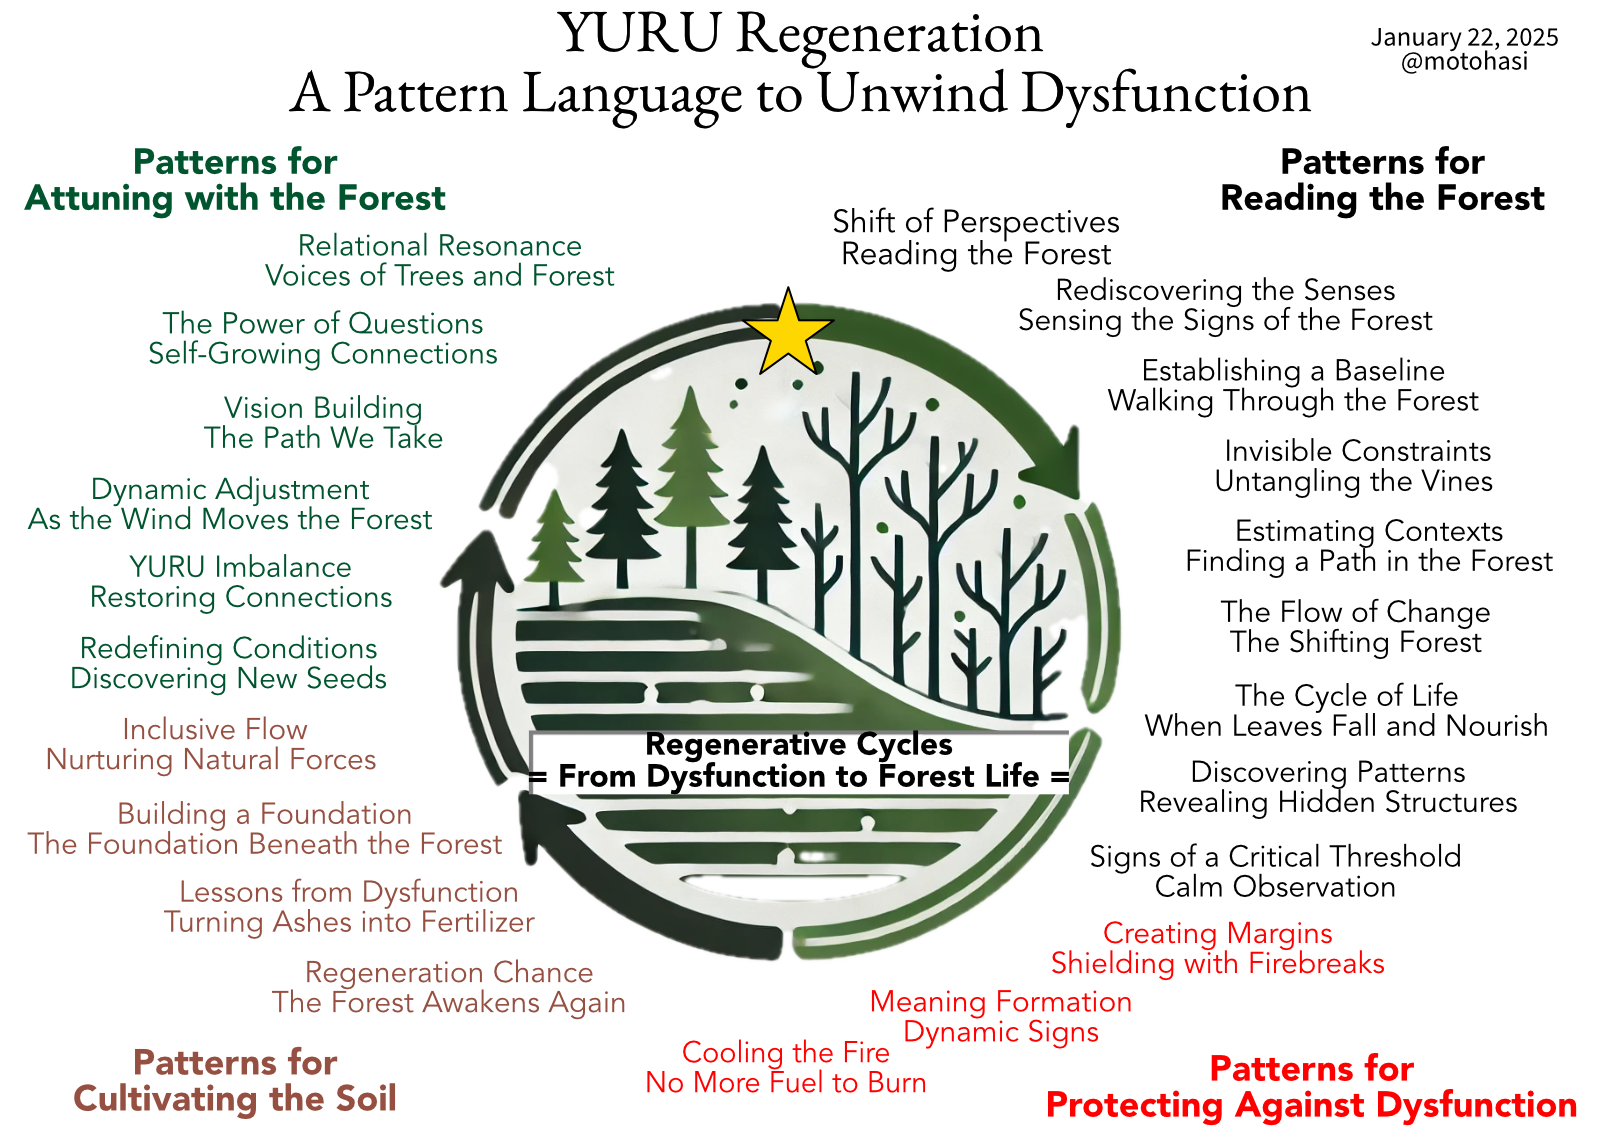 YURU Regeneration
A Pattern Language to Unwind Dysfunction
January 22, 2025
@motohasi
Patterns for
Reading the Forest
Shift of Perspectives
Reading the Forest
Rediscovering the Senses
Sensing the Signs of the Forest
Establishing a Baseline
Walking Through the Forest
Invisible Constraints
Untangling the Vines
Estimating Contexts
Finding a Path in the Forest
The Flow of Change
The Shifting Forest
The Cycle of Life
When Leaves Fall and Nourish
Discovering Patterns
Revealing Hidden Structures
Signs of a Critical Threshold
Calm Observation
Creating Margins
Shielding with Firebreaks
Meaning Formation
Dynamic Signs
Cooling the Fire
No More Fuel to Burn
Patterns for
Protecting Against Dysfunction
Patterns for
Cultivating the Soil
Regeneration Chance
The Forest Awakens Again
Lessons from Dysfunction
Turning Ashes into Fertilizer
Building a Foundation
The Foundation Beneath the Forest
Inclusive Flow
Nurturing Natural Forces
Redefining Conditions
Discovering New Seeds
YURU Imbalance
Restoring Connections
Dynamic Adjustment
As the Wind Moves the Forest
Vision Building
The Path We Take
The Power of Questions
Self-Growing Connections
Relational Resonance
Voices of Trees and Forest
Patterns for
Attuning with the Forest
Regenerative Cycles
= From Dysfunction to Forest Life =